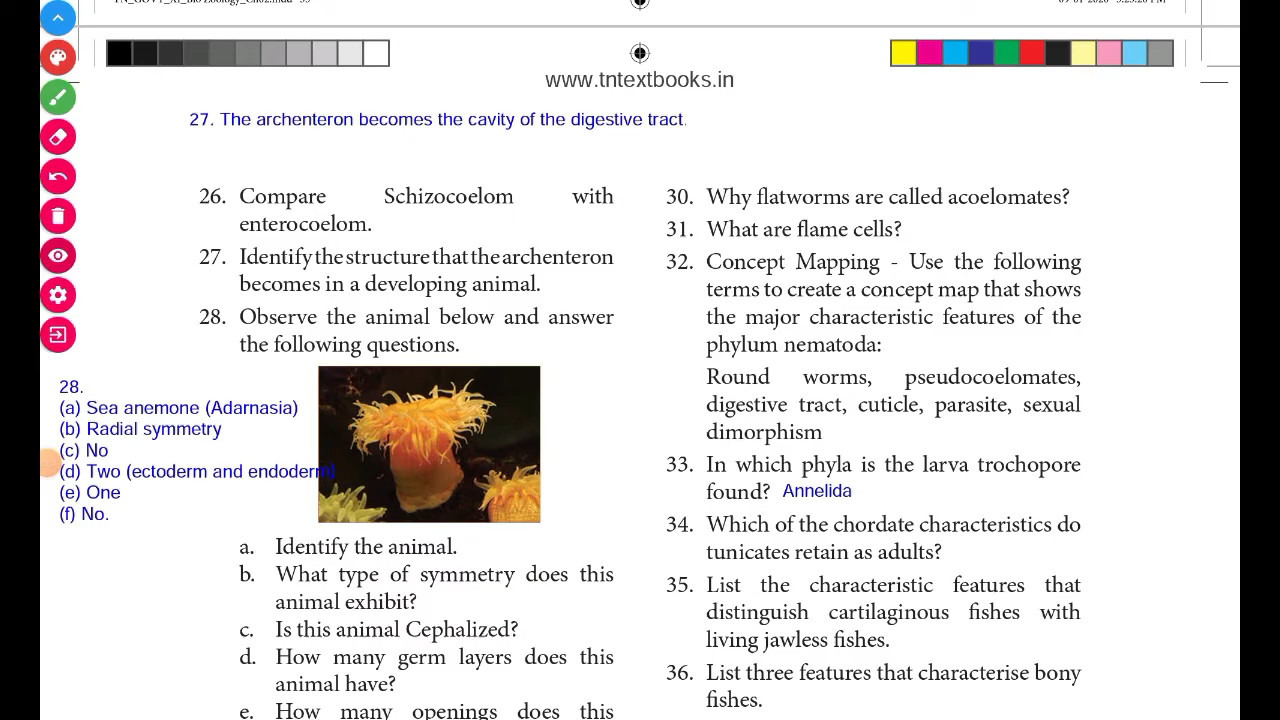 www.tntextbooks.in
27. The archenteron becomes the cavity of the digestive tract.
26. Compare Schizocoelom with
enterocoelom.
27. Identify the structure that the archenteron
becomes in a developing animal.
28. Observe the animal below and answer
the following questions.
28.
(a) Sea anemone (Adarnasia)
(b) Radial symmetry
(c) No
(d) Two (ectoderm and endoderm)
(e) One
(f) No.
a. Identify the animal.
b. What type of symmetry does this
animal exhibit?
c. Is this animal Cephalized?
d. How many germ layers does this
animal have?
e. How many openings does this
30. Why flatworms are called acoelomates?
31. What are flame cells?
32. Concept Mapping - Use the following
terms to create a concept map that shows
the major characteristic features of the
phylum nematoda:
Round worms, pseudocoelomates,
digestive tract, cuticle, parasite, sexual
dimorphism
33. In which phyla is the larva trochopore
found? Annelida
34. Which of the chordate characteristics do
tunicates retain as adults?
35. List the characteristic features that
distinguish cartilaginous fishes with
living jawless fishes.
36. List three features that characterise bony
fishes.